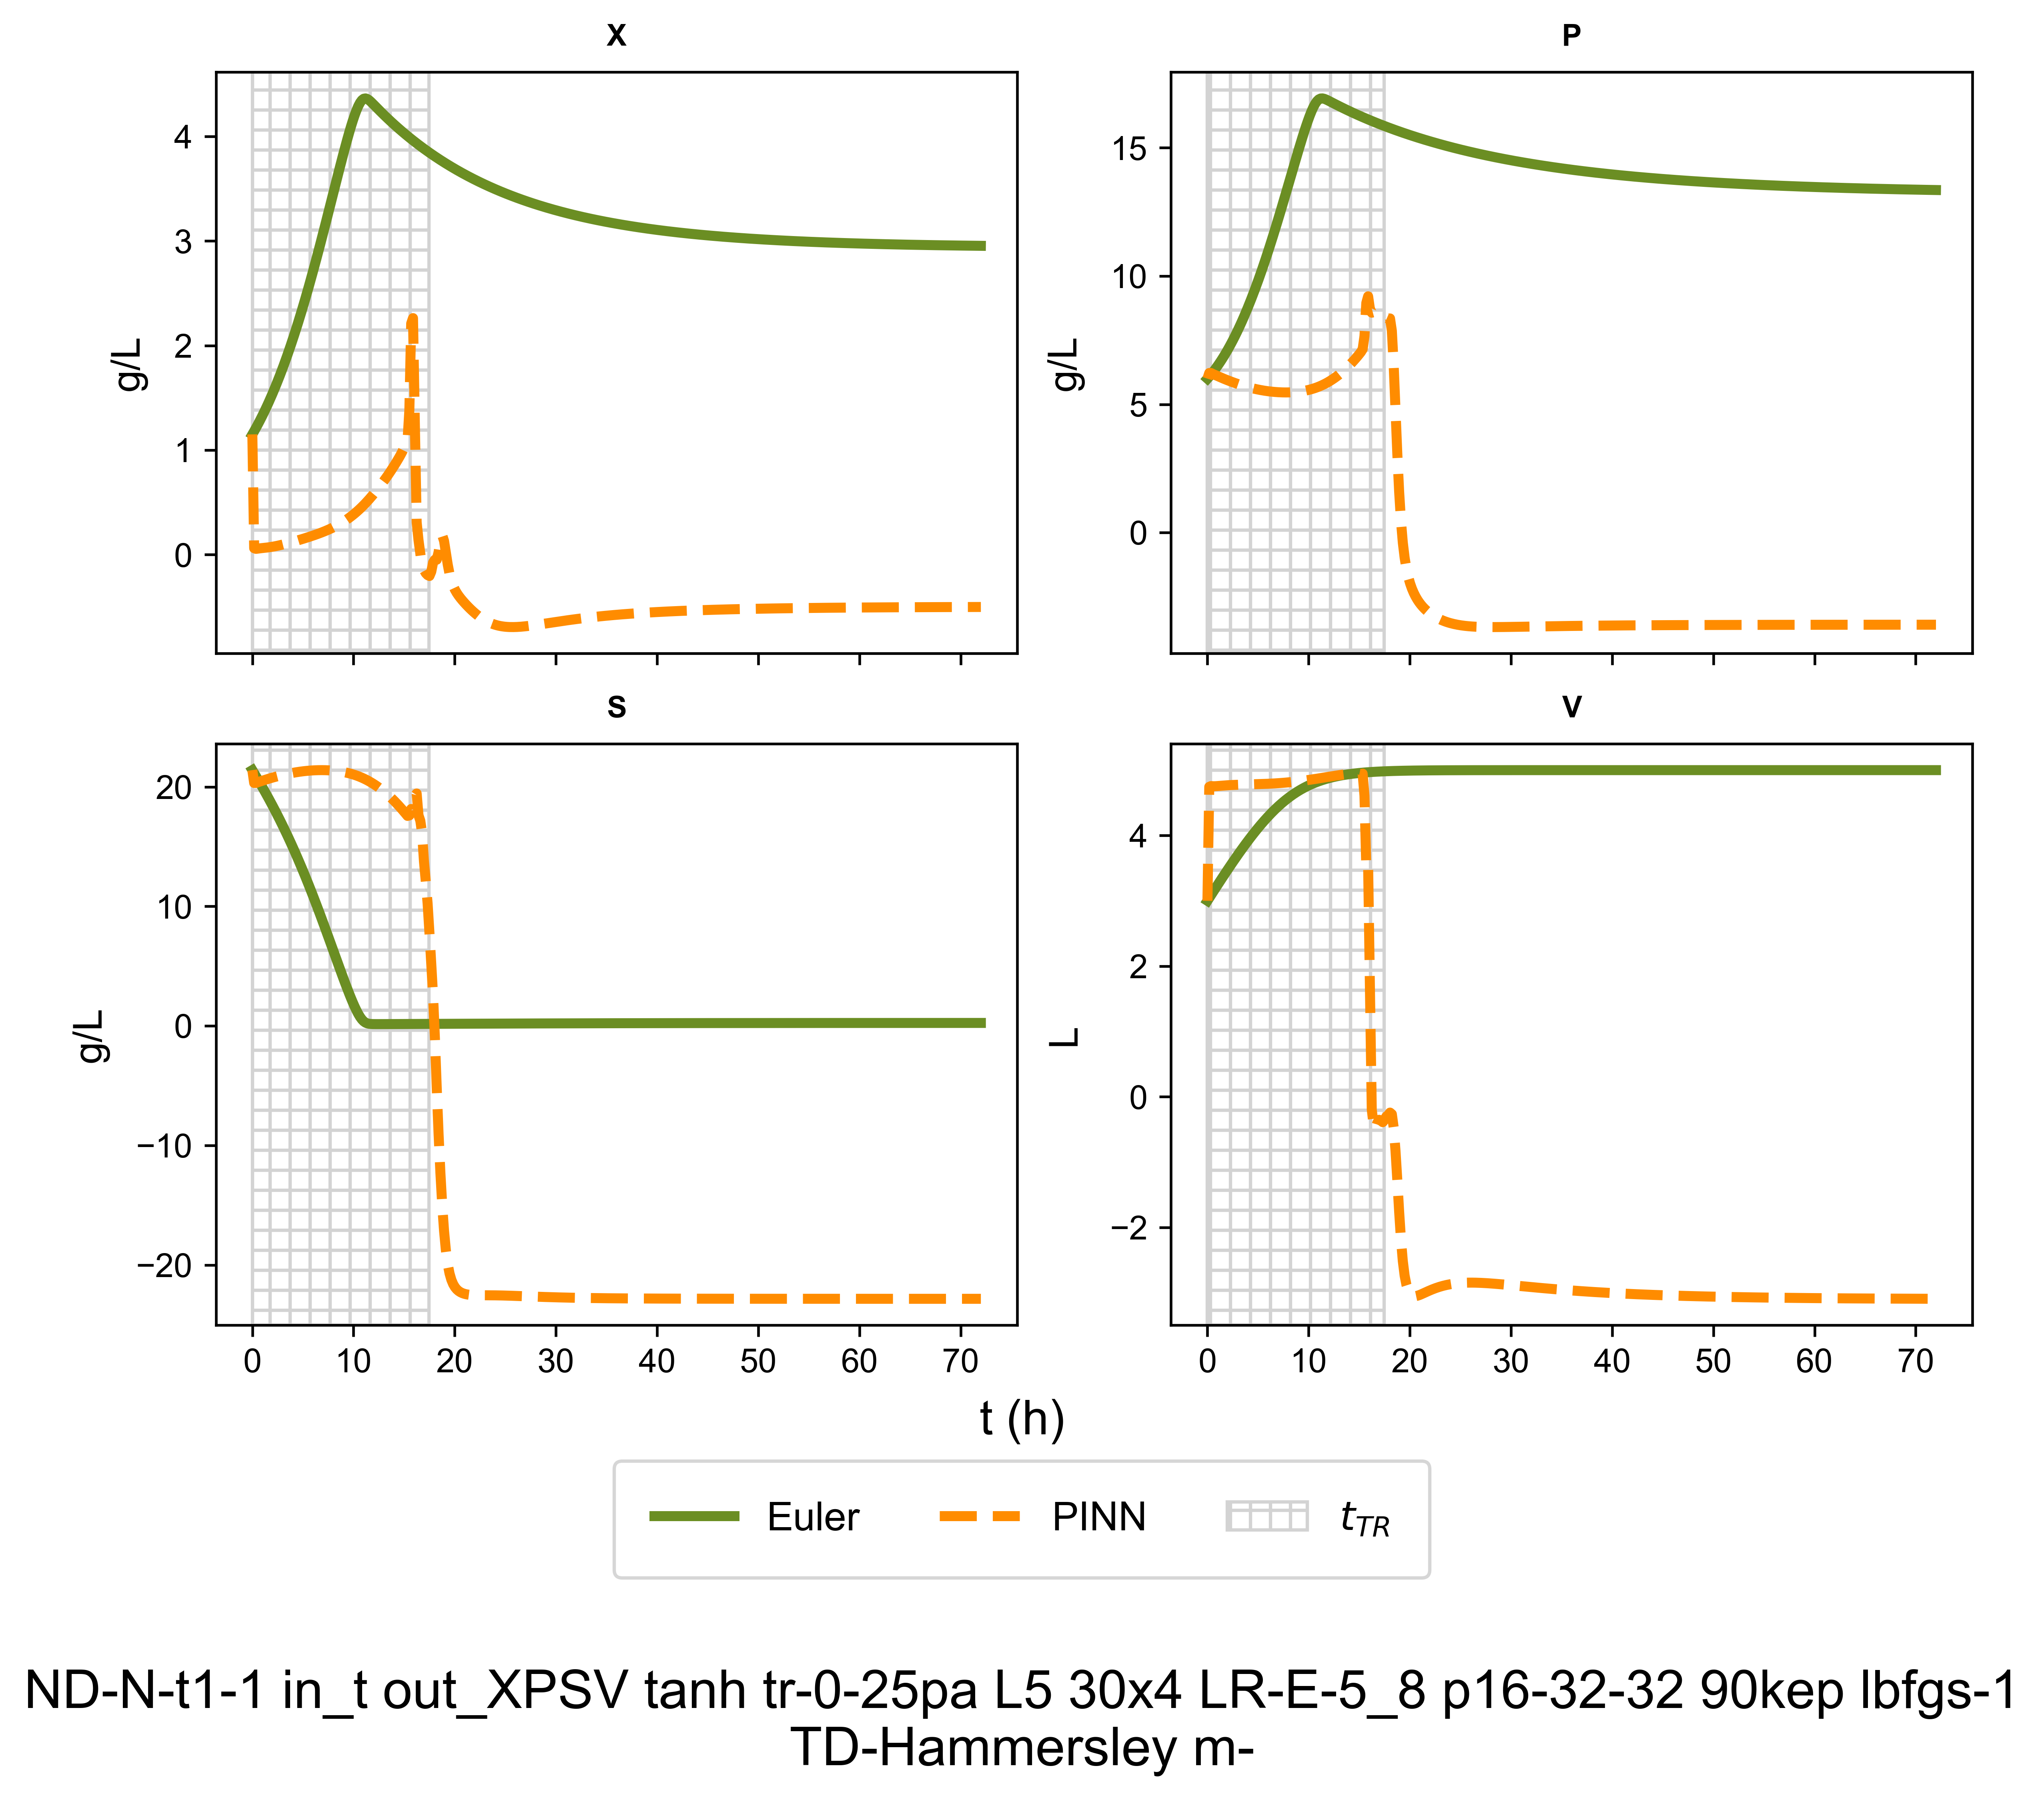 X
P
g/L
4
3
2
1
0
g/L
15
10
5
0
S
V
g/L
20
10
0
−10
−20
L
4
2
0
−2
0 10 20 30 40 50 60 70
0 10 20 30 40 50 60 70
t (h)
Euler PINN t_TR
ND-N-t1-1 in_t out_XPSV tanh tr-0-25pa L5 30x4 LR-E-5_8 p16-32-32 90kep lbfgs-1
TD-Hammersley m-